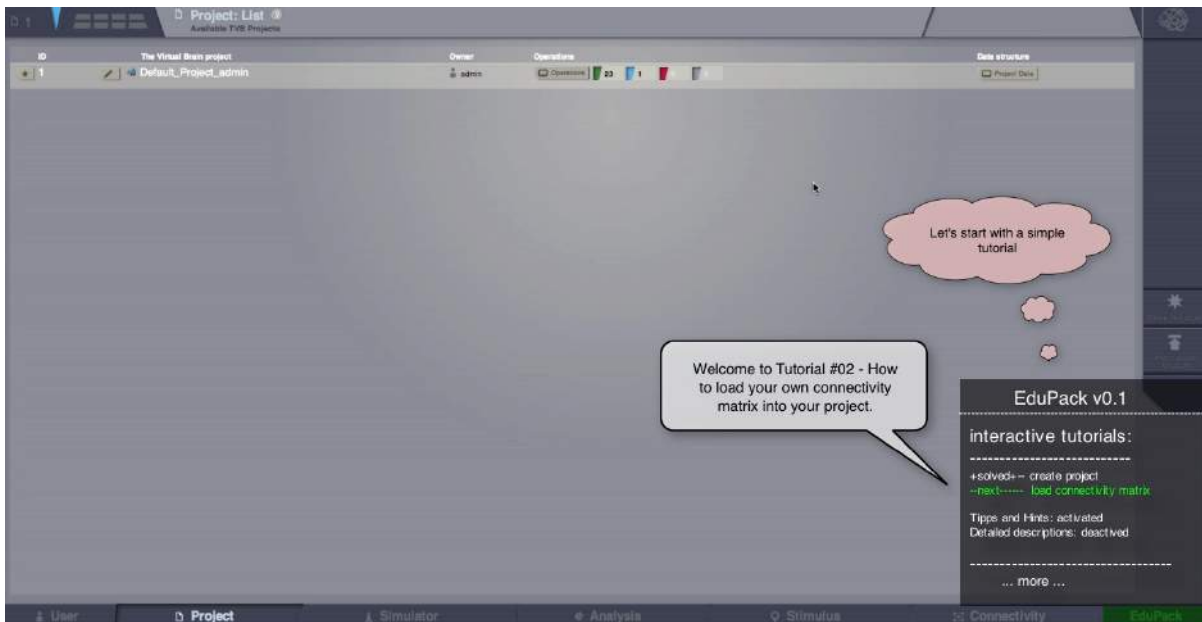 Project: List
Available TVB Projects
ID The Virtual Brain project Owner Operations Data structure
1 Default_Project_admin admin Operations 23 1 Project Data
Let's start with a simple
tutorial
Welcome to Tutorial #02 - How
to load your own connectivity
matrix into your project.
EduPack v0.1
interactive tutorials:
---------------------------
+solved+-- create project
--next------ load connectivity matrix
Tipps and Hints: activated
Detailed descriptions: deactived
----------------------------------
... more ...
User Project Simulator Analysis Stimulus Connectivity EduPack